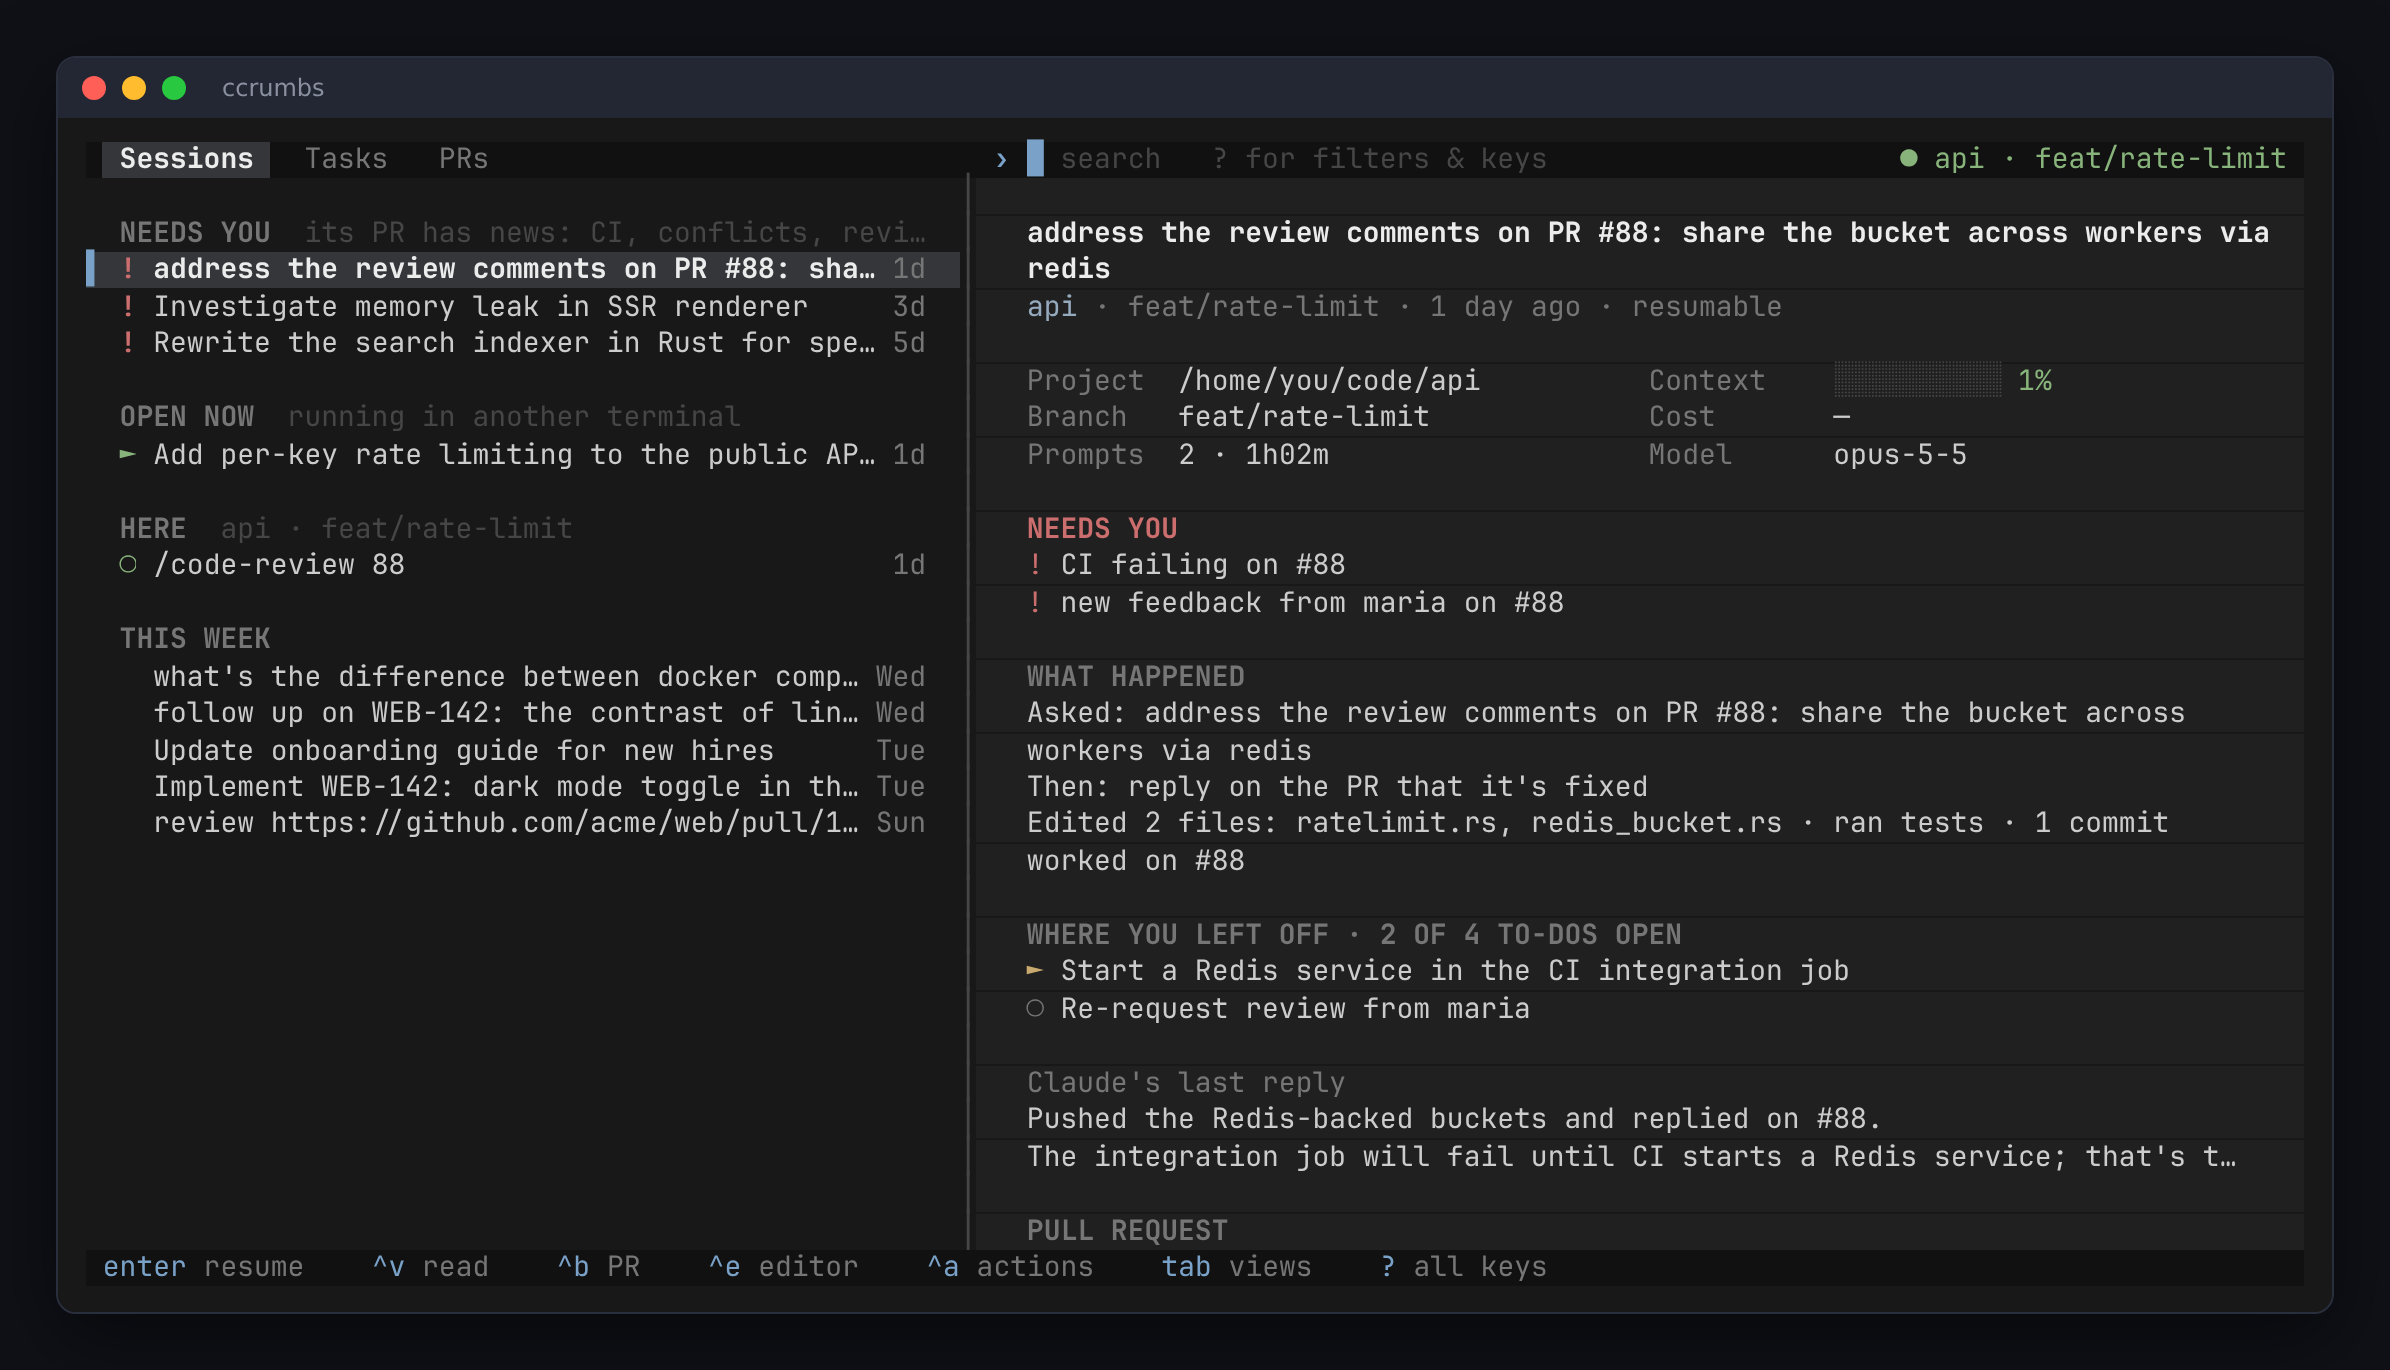 ccrumbs
Sessions Tasks PRs
› search ? for filters & keys ● api · feat/rate-limit
NEEDS YOU its PR has news: CI, conflicts, revi…
! address the review comments on PR #88: sha… 1d
! Investigate memory leak in SSR renderer 3d
! Rewrite the search indexer in Rust for spe… 5d
OPEN NOW running in another terminal
► Add per-key rate limiting to the public AP… 1d
HERE api · feat/rate-limit
○ /code-review 88 1d
THIS WEEK
what's the difference between docker comp… Wed
follow up on WEB-142: the contrast of lin… Wed
Update onboarding guide for new hires Tue
Implement WEB-142: dark mode toggle in th… Tue
review https://github.com/acme/web/pull/1… Sun
address the review comments on PR #88: share the bucket across workers via
redis
api · feat/rate-limit · 1 day ago · resumable
Project /home/you/code/api Context 1%
Branch feat/rate-limit Cost –
Prompts 2 · 1h02m Model opus-5-5
NEEDS YOU
! CI failing on #88
! new feedback from maria on #88
WHAT HAPPENED
Asked: address the review comments on PR #88: share the bucket across
workers via redis
Then: reply on the PR that it's fixed
Edited 2 files: ratelimit.rs, redis_bucket.rs · ran tests · 1 commit
worked on #88
WHERE YOU LEFT OFF · 2 OF 4 TO-DOS OPEN
► Start a Redis service in the CI integration job
○ Re-request review from maria
Claude's last reply
Pushed the Redis-backed buckets and replied on #88.
The integration job will fail until CI starts a Redis service; that's t…
PULL REQUEST
enter resume ^v read ^b PR ^e editor ^a actions tab views ? all keys